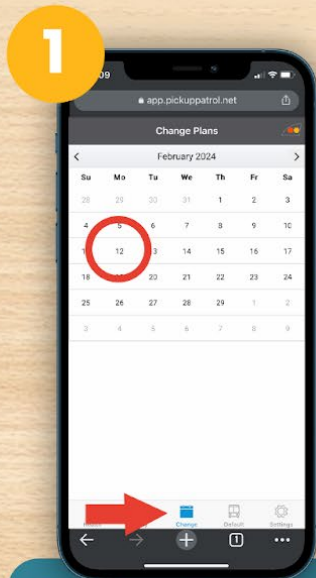 1
09
app.pickuppatrol.net
Change Plans
< February 2024 >
Su Mo Tu We Th Fr Sa
28 29 30 31 1 2 3
4 5 6 7 8 9 10
12 13 14 15 16 17
18 20 21 22 23 24
25 26 27 28 29 1 2
3 4 5 6 7 8 9
Change Default Settings
1